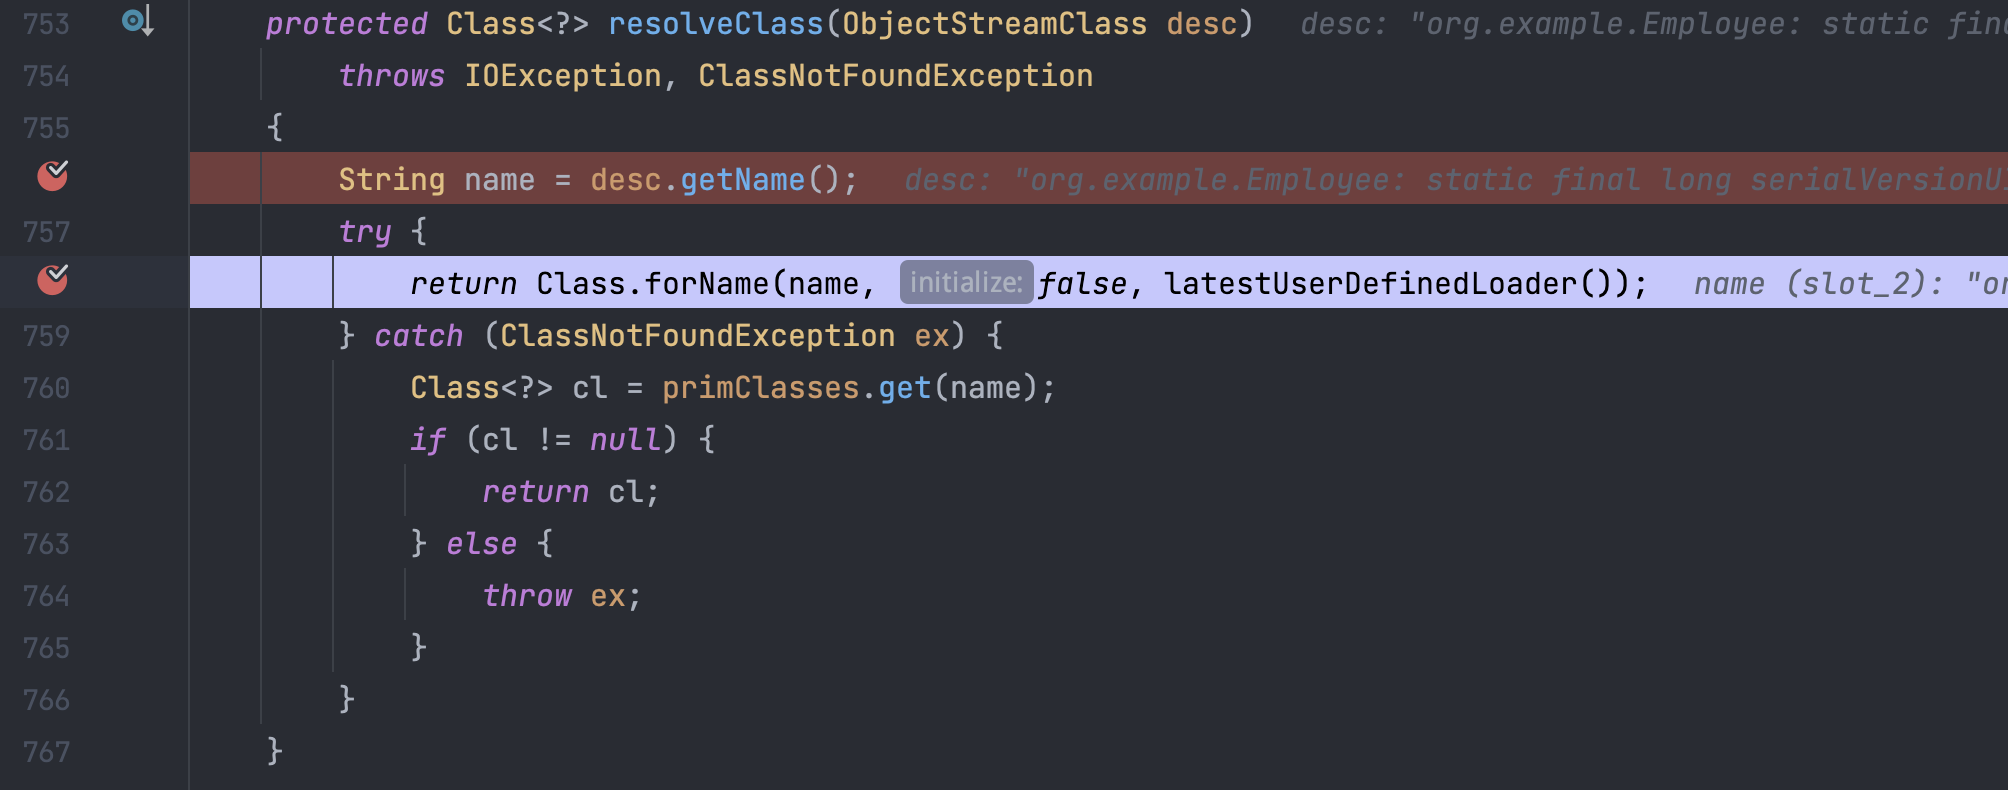 753 protected Class<?> resolveClass(ObjectStreamClass desc) desc: "org.example.Employee: static fin
754 throws IOException, ClassNotFoundException
755 {
String name = desc.getName(); desc: "org.example.Employee: static final long serialVersionUI
757 try {
return Class.forName(name, initialize: false, latestUserDefinedLoader()); name (slot_2): "or
759 } catch (ClassNotFoundException ex) {
760 Class<?> cl = primClasses.get(name);
761 if (cl != null) {
762 return cl;
763 } else {
764 throw ex;
765 }
766 }
767 }